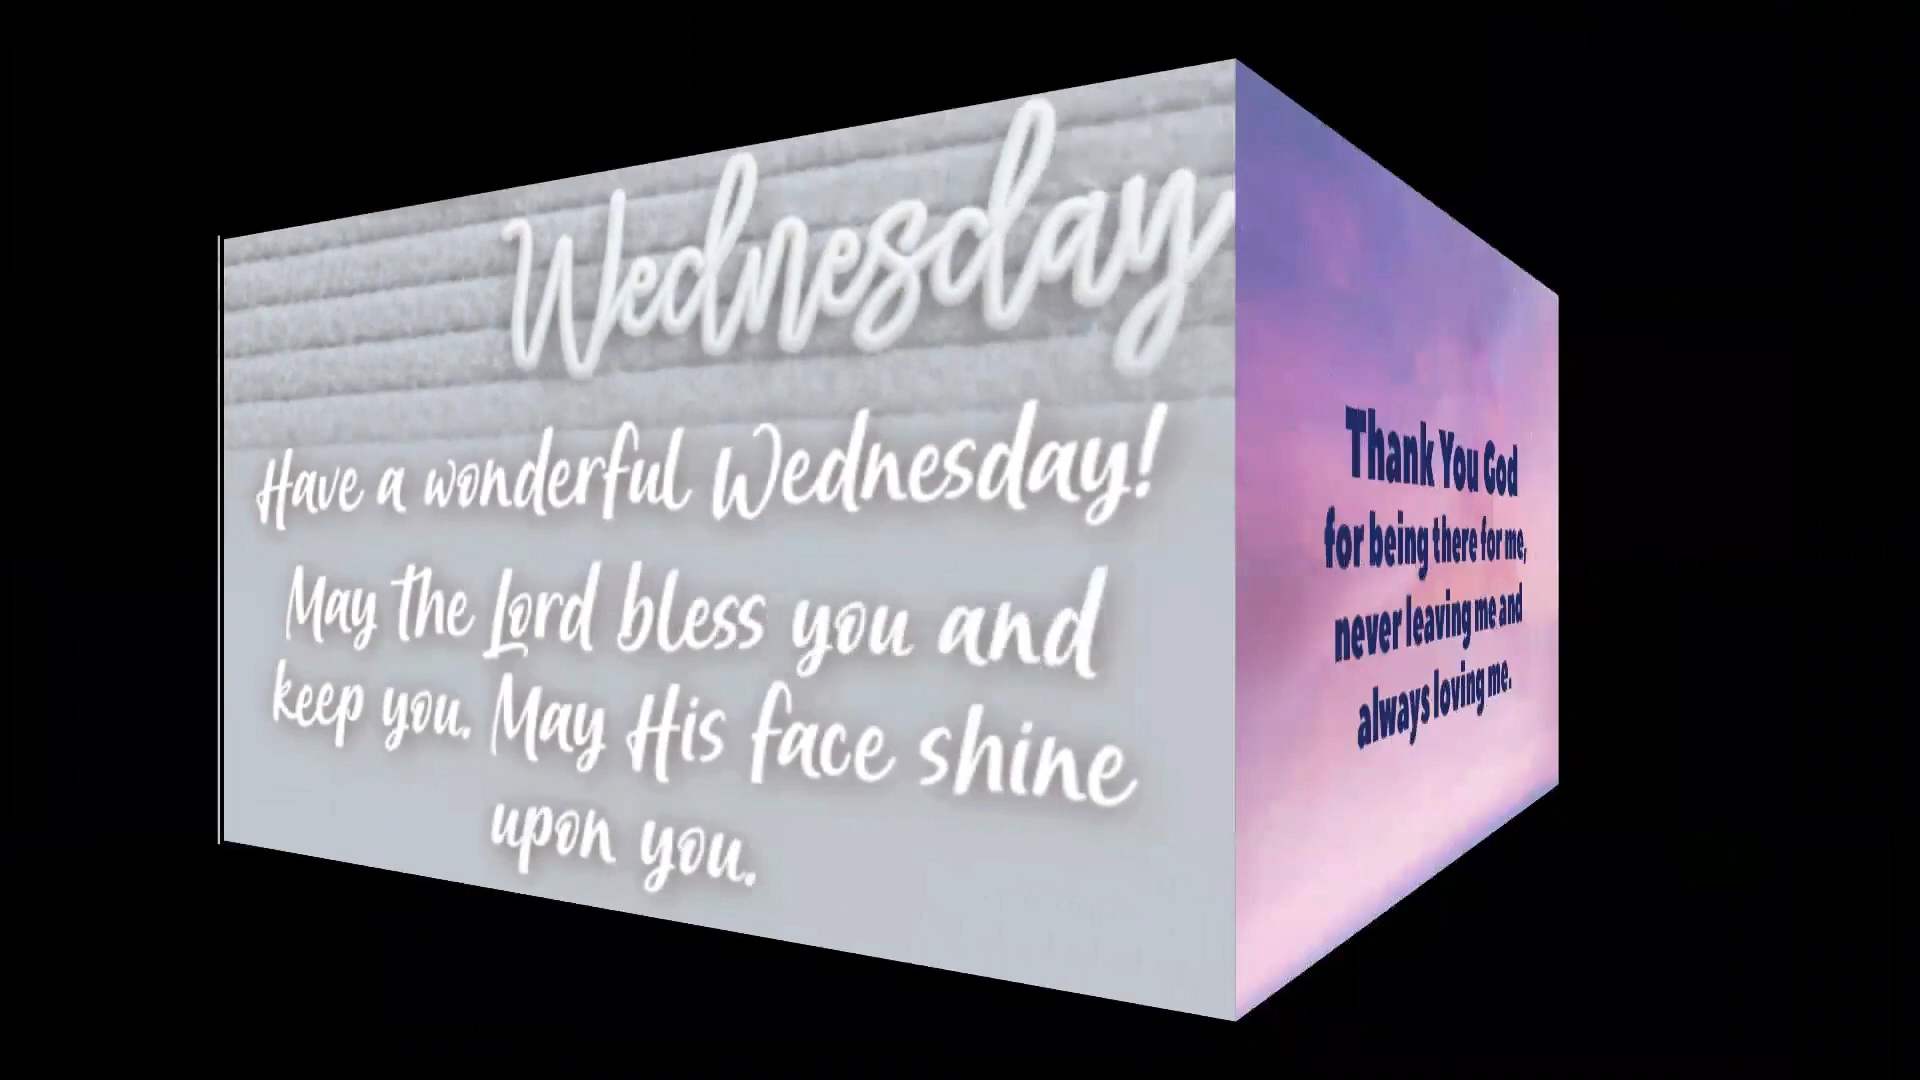 Wednesday
Have a wonderful Wednesday!
May the Lord bless you and
keep you. May His face shine
upon you.
Thank You God
for being there for me,
never leaving me and
always loving me.